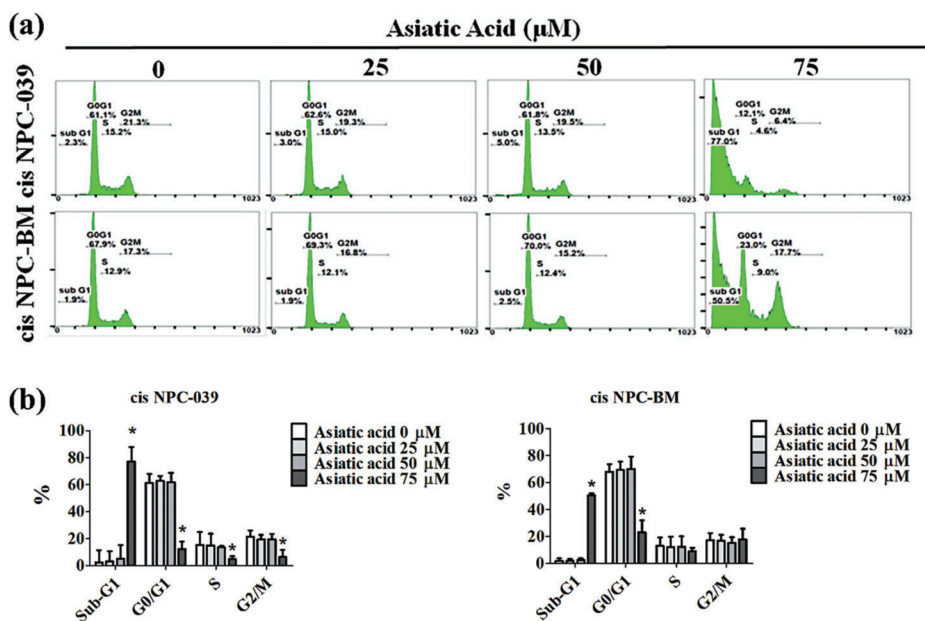 (a)
Asiatic Acid (μM)
0 25 50 75
cis NPC-039
G0G1
61.1%
G2M
21.3%
S
15.2%
sub G1
2.3%
0 1023
G0G1
62.6%
G2M
19.3%
S
15.0%
sub G1
3.0%
0 1023
G0G1
61.8%
G2M
19.5%
S
13.5%
sub G1
5.0%
0 1023
G0G1
12.1%
G2M
6.4%
S
4.6%
sub G1
77.0%
0 1023
cis NPC-BM
G0G1
67.9%
G2M
17.3%
S
12.9%
sub G1
1.9%
0 1023
G0G1
69.3%
G2M
16.8%
S
12.1%
sub G1
1.9%
0 1023
G0G1
70.0%
G2M
15.2%
S
12.4%
sub G1
2.5%
0 1023
G0G1
23.0%
G2M
17.7%
S
9.0%
sub G1
50.5%
0 1023
(b)
cis NPC-039
%
100
80
60
40
20
0
* * * *
Sub-G1 G0/G1 S G2/M
Asiatic acid 0 μM
Asiatic acid 25 μM
Asiatic acid 50 μM
Asiatic acid 75 μM
cis NPC-BM
%
100
80
60
40
20
0
* *
Sub-G1 G0/G1 S G2/M
Asiatic acid 0 μM
Asiatic acid 25 μM
Asiatic acid 50 μM
Asiatic acid 75 μM